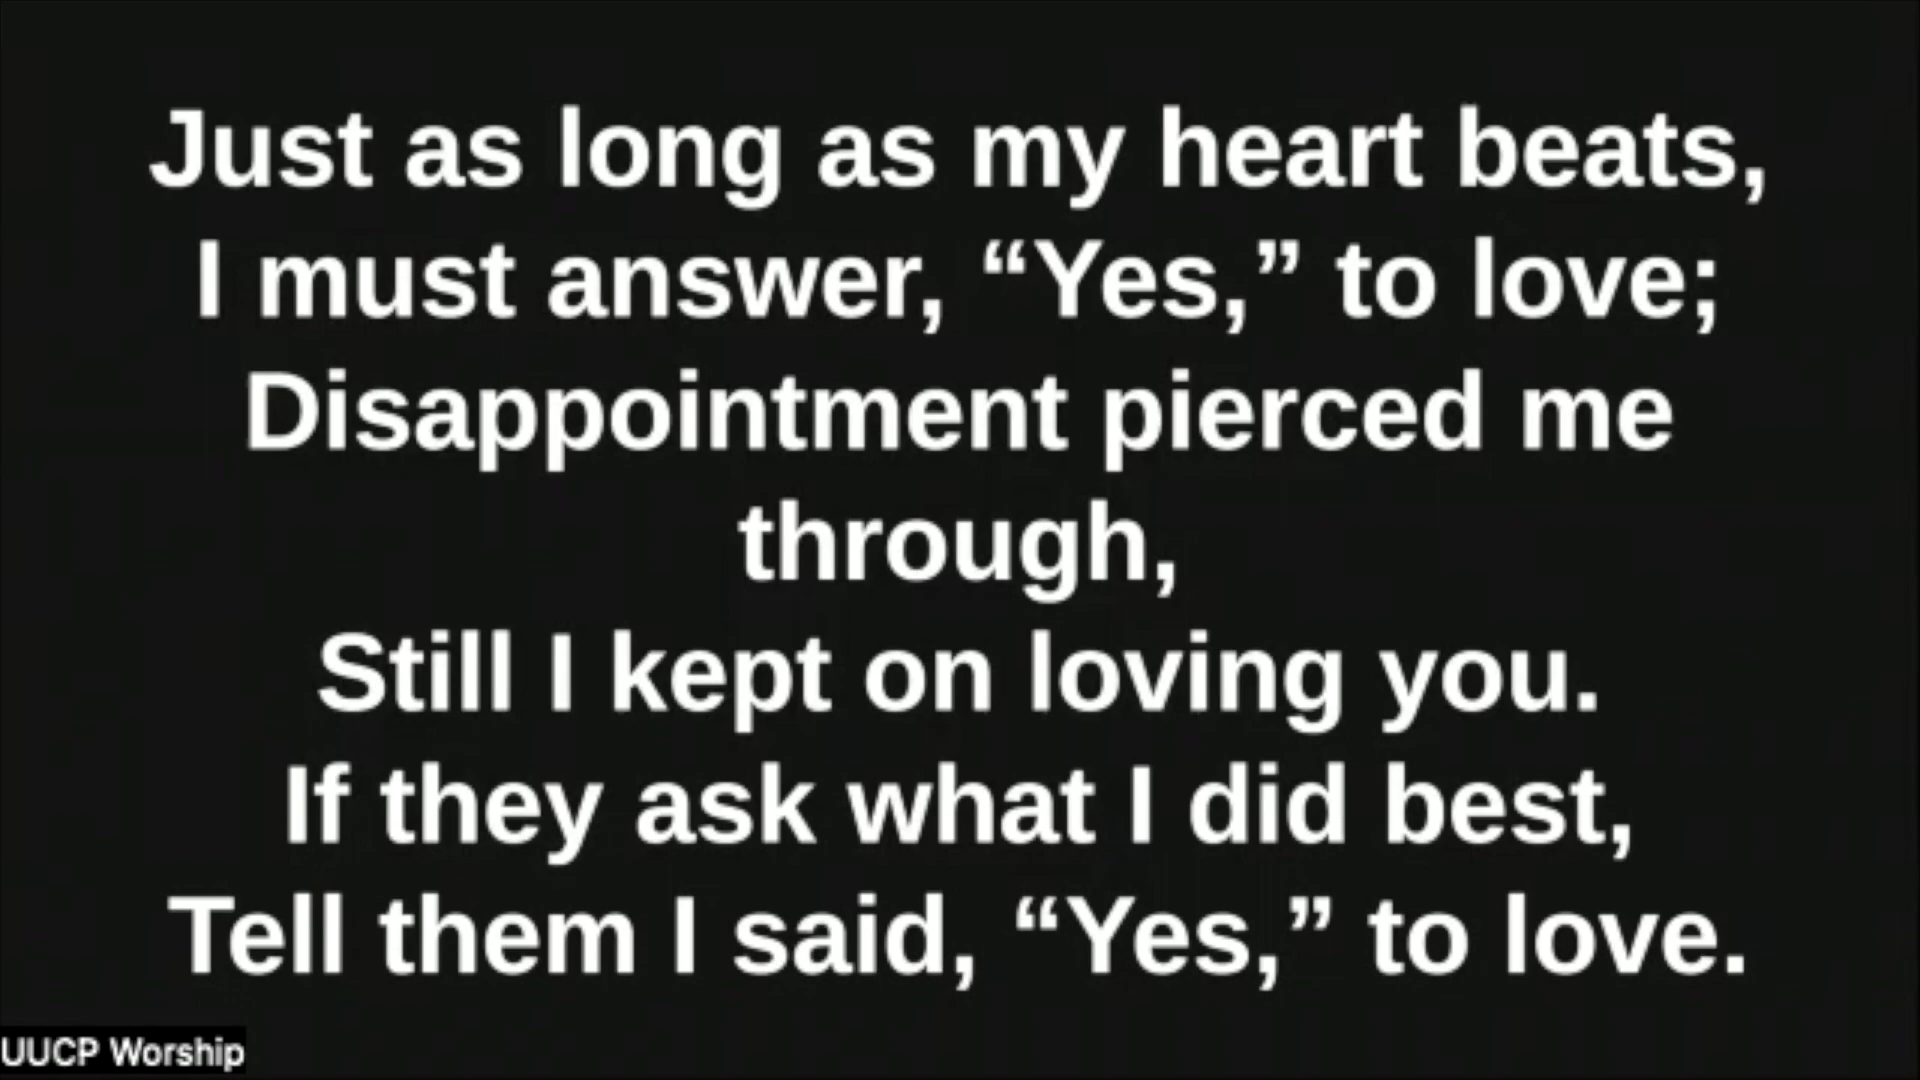 Just as long as my heart beats,
I must answer, “Yes,” to love;
Disappointment pierced me
through,
Still I kept on loving you.
If they ask what I did best,
Tell them I said, “Yes,” to love.
UUCP Worship